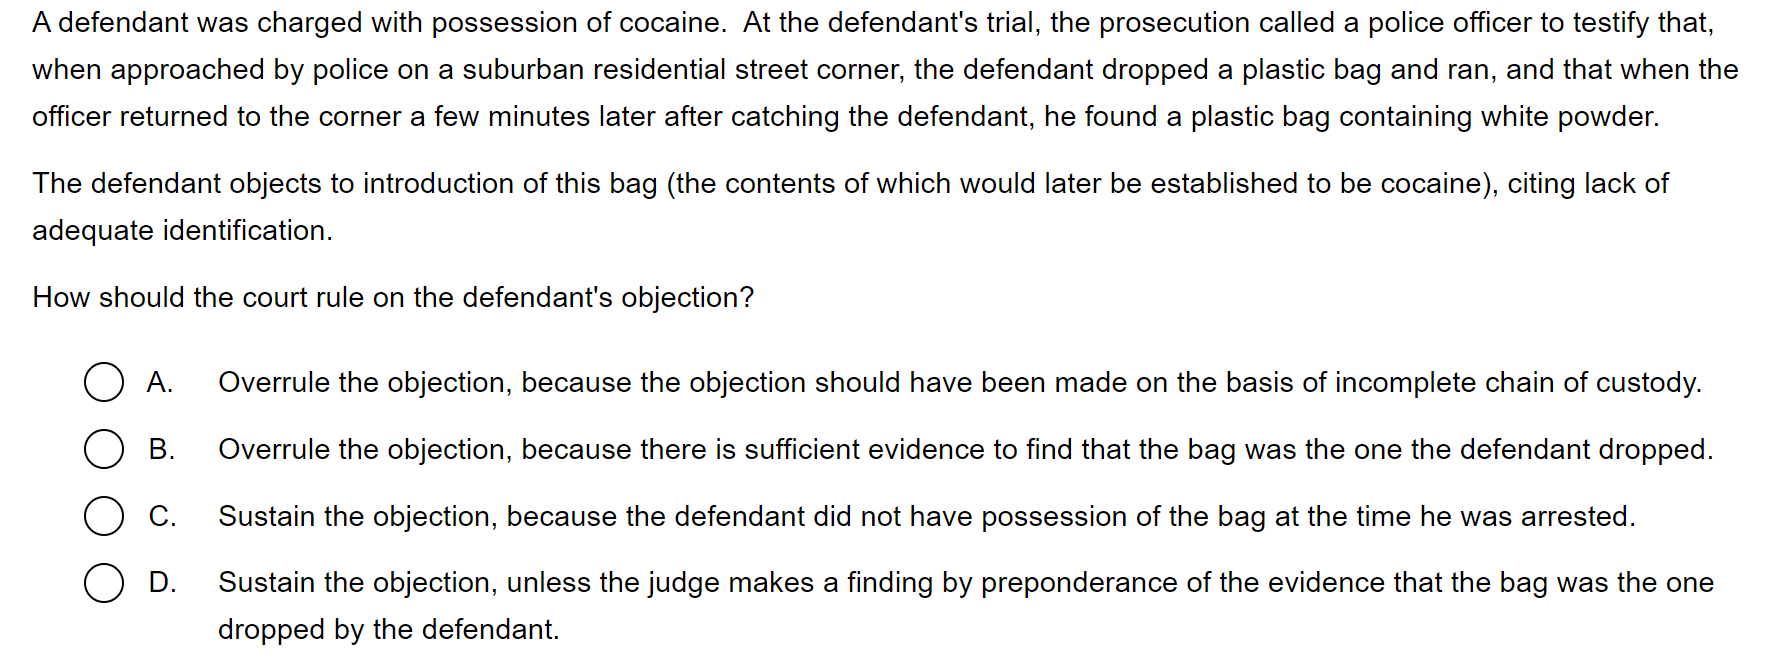 A defendant was charged with possession of cocaine.  At the defendant's trial, the prosecution called a police officer to testify that,
when approached by police on a suburban residential street corner, the defendant dropped a plastic bag and ran, and that when the
officer returned to the corner a few minutes later after catching the defendant, he found a plastic bag containing white powder.
The defendant objects to introduction of this bag (the contents of which would later be established to be cocaine), citing lack of
adequate identification.
How should the court rule on the defendant's objection?
A. Overrule the objection, because the objection should have been made on the basis of incomplete chain of custody.
B. Overrule the objection, because there is sufficient evidence to find that the bag was the one the defendant dropped.
C. Sustain the objection, because the defendant did not have possession of the bag at the time he was arrested.
D. Sustain the objection, unless the judge makes a finding by preponderance of the evidence that the bag was the one
dropped by the defendant.